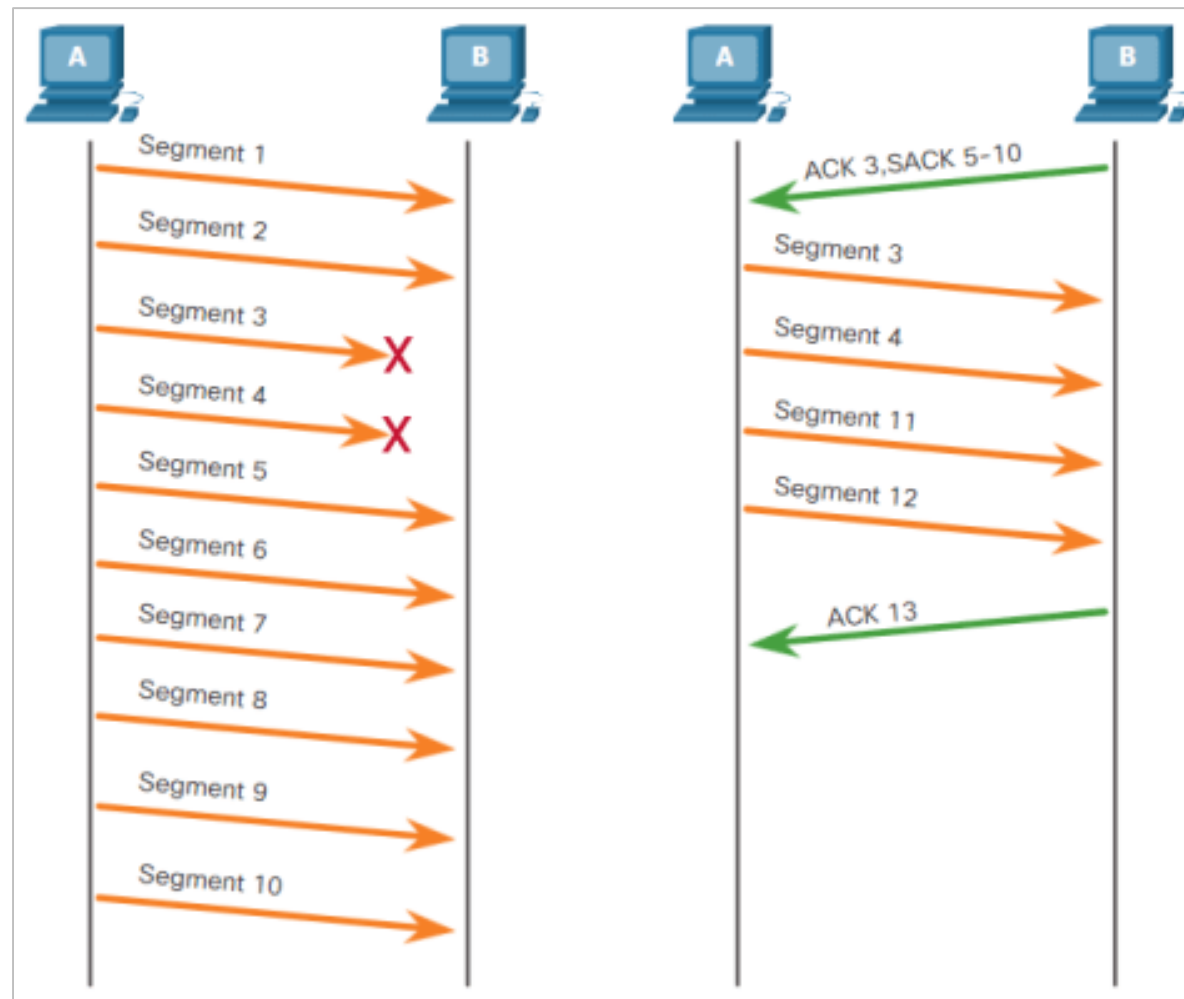 A
B
Segment 1
Segment 2
Segment 3
X
Segment 4
X
Segment 5
Segment 6
Segment 7
Segment 8
Segment 9
Segment 10
A
B
ACK 3,SACK 5-10
Segment 3
Segment 4
Segment 11
Segment 12
ACK 13